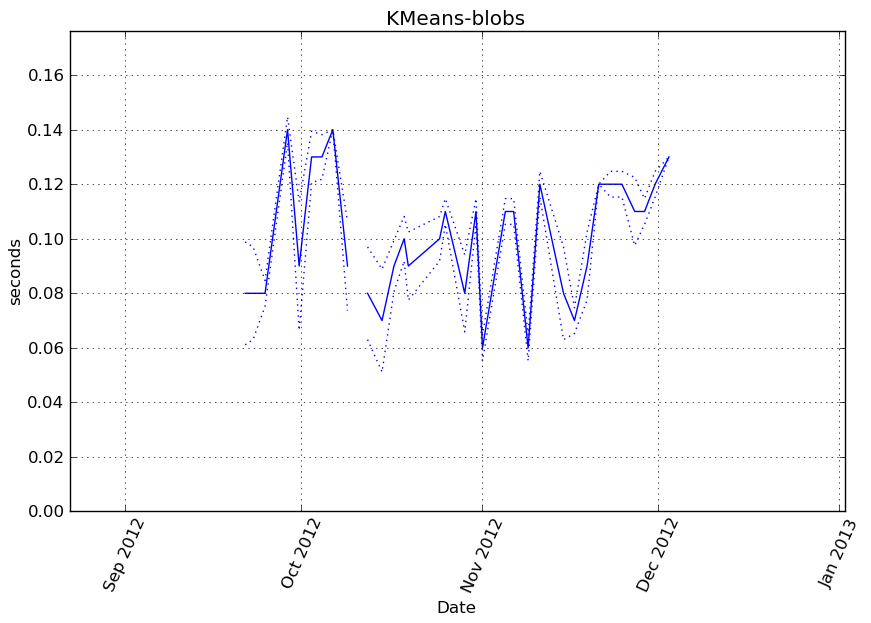 KMeans-blobs
0.16
0.14
0.12
0.10
0.08
0.06
0.04
0.02
0.00
seconds
Sep 2012
Oct 2012
Nov 2012
Dec 2012
Jan 2013
Date